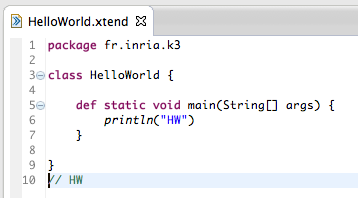 HelloWorld.xtend
1 package fr.inria.k3
2
3 class HelloWorld {
4
5     def static void main(String[] args) {
6         println("HW")
7     }
8
9 }
10 // HW